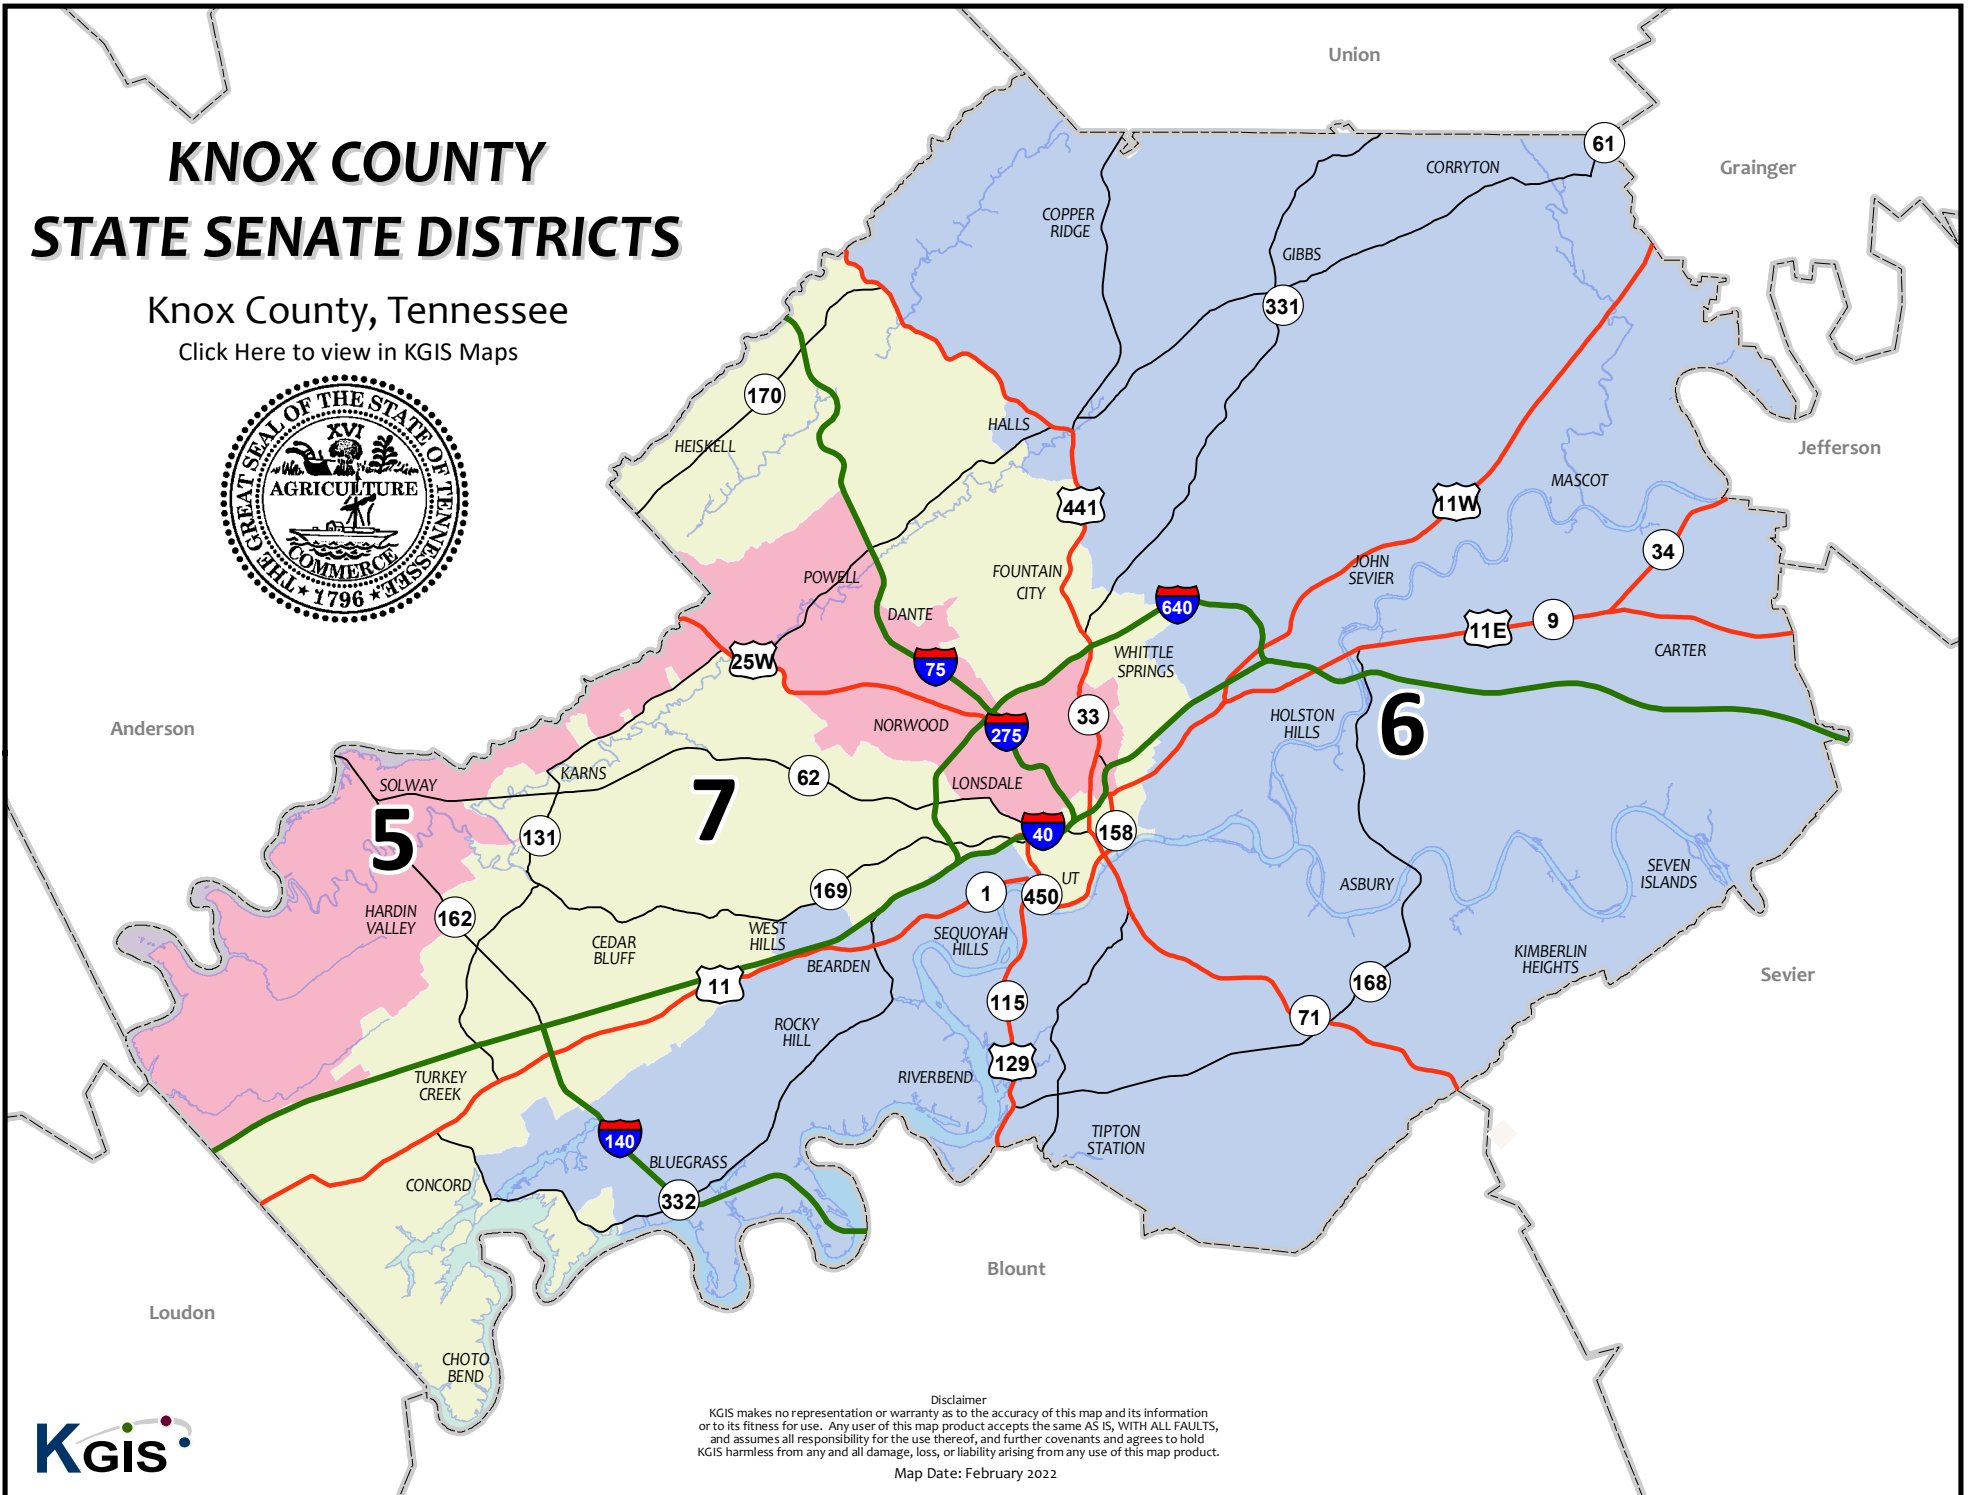 KNOX COUNTY
STATE SENATE DISTRICTS
Knox County, Tennessee
Click Here to view in KGIS Maps
THE GREAT SEAL OF THE STATE OF TENNESSEE
XVI
AGRICULTURE
COMMERCE
1796
Union
61
Grainger
CORRYTON
COPPER
RIDGE
GIBBS
331
170
HEISKELL
HALLS
Jefferson
441
11W
MASCOT
34
JOHN
SEVIER
POWELL
FOUNTAIN
CITY
DANTE
640
11E
9
CARTER
25W
75
WHITTLE
SPRINGS
33
HOLSTON
HILLS
6
Anderson
NORWOOD
275
SOLWAY
KARNS
62
LONSDALE
5
7
131
40
158
169
1
450
UT
ASBURY
SEVEN
ISLANDS
HARDIN
VALLEY
162
CEDAR
BLUFF
WEST
HILLS
SEQUOYAH
HILLS
BEARDEN
KIMBERLIN
HEIGHTS
Sevier
11
115
168
71
ROCKY
HILL
129
TURKEY
CREEK
RIVERBEND
140
TIPTON
STATION
BLUEGRASS
CONCORD
332
Blount
Loudon
CHOTO
BEND
KGIS
Disclaimer
KGIS makes no representation or warranty as to the accuracy of this map and its information
or to its fitness for use. Any user of this map product accepts the same AS IS, WITH ALL FAULTS,
and assumes all responsibility for the use thereof, and further covenants and agrees to hold
KGIS harmless from any and all damage, loss, or liability arising from any use of this map product.
Map Date: February 2022